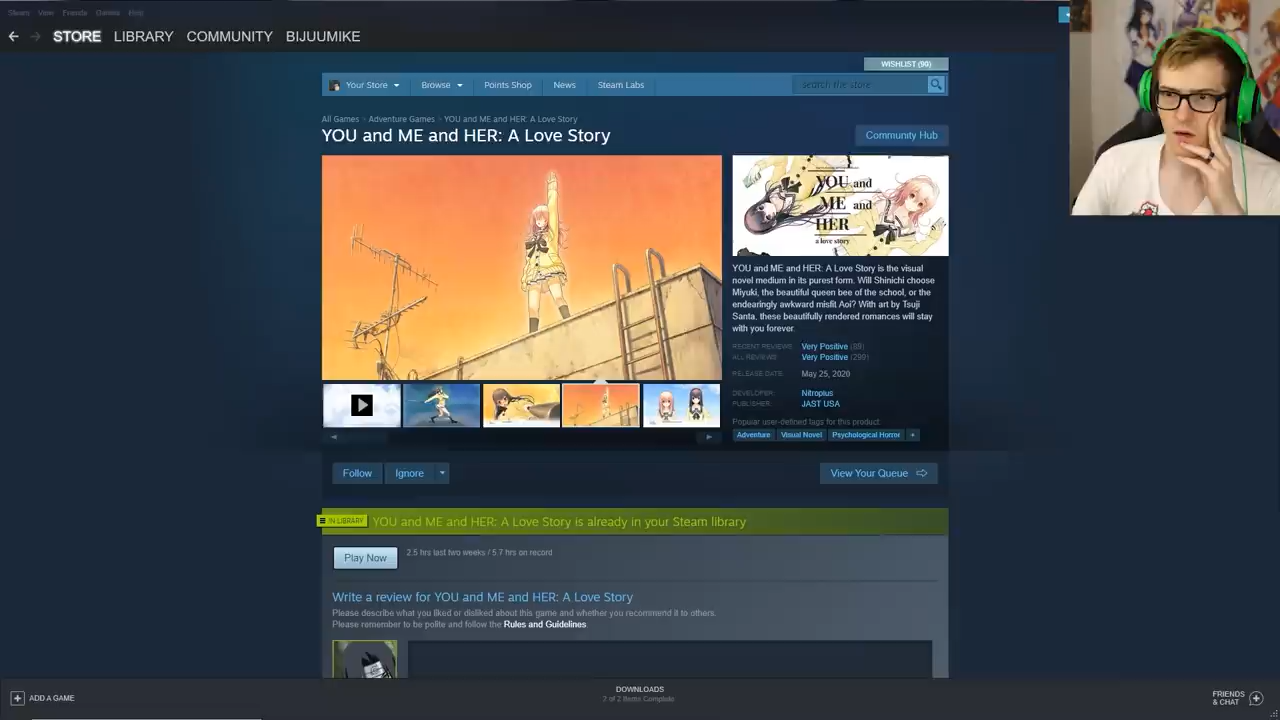 Steam View Friends Games Help
STORE LIBRARY COMMUNITY BIJUUMIKE
WISHLIST (90)
Your Store Browse Points Shop News Steam Labs search the store
All Games > Adventure Games > YOU and ME and HER: A Love Story
YOU and ME and HER: A Love Story
Community Hub
YOU and
ME and
HER
a love story
YOU and ME and HER: A Love Story is the visual
novel medium in its purest form. Will Shinichi choose
Miyuki, the beautiful queen bee of the school, or the
endearingly awkward misfit Aoi? With art by Tsuji
Santa, these beautifully rendered romances will stay
with you forever.
RECENT REVIEWS: Very Positive (89)
ALL REVIEWS: Very Positive (299)
RELEASE DATE: May 25, 2020
DEVELOPER: Nitroplus
PUBLISHER: JAST USA
Popular user-defined tags for this product:
Adventure Visual Novel Psychological Horror +
Follow Ignore View Your Queue
IN LIBRARY YOU and ME and HER: A Love Story is already in your Steam library
Play Now 2.5 hrs last two weeks / 5.7 hrs on record
Write a review for YOU and ME and HER: A Love Story
Please describe what you liked or disliked about this game and whether you recommend it to others.
Please remember to be polite and follow the Rules and Guidelines.
+ ADD A GAME
DOWNLOADS
2 of 2 Items Complete
FRIENDS
& CHAT +